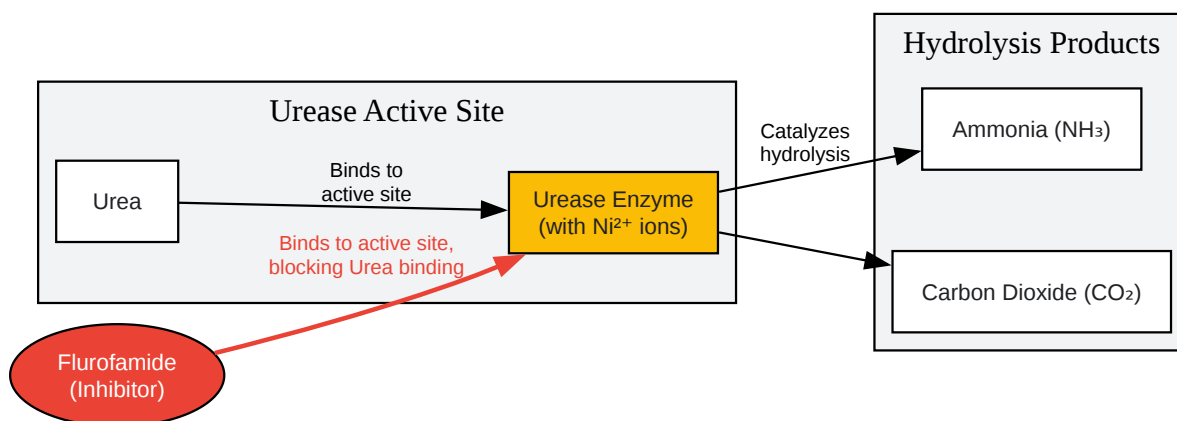 Hydrolysis Products
Urease Active Site
Ammonia (NH₃)
Catalyzes
hydrolysis
Binds to
active site
Urea
Urease Enzyme
(with Ni²⁺ ions)
Binds to active site,
blocking Urea binding
Carbon Dioxide (CO₂)
Flurofamide
(Inhibitor)